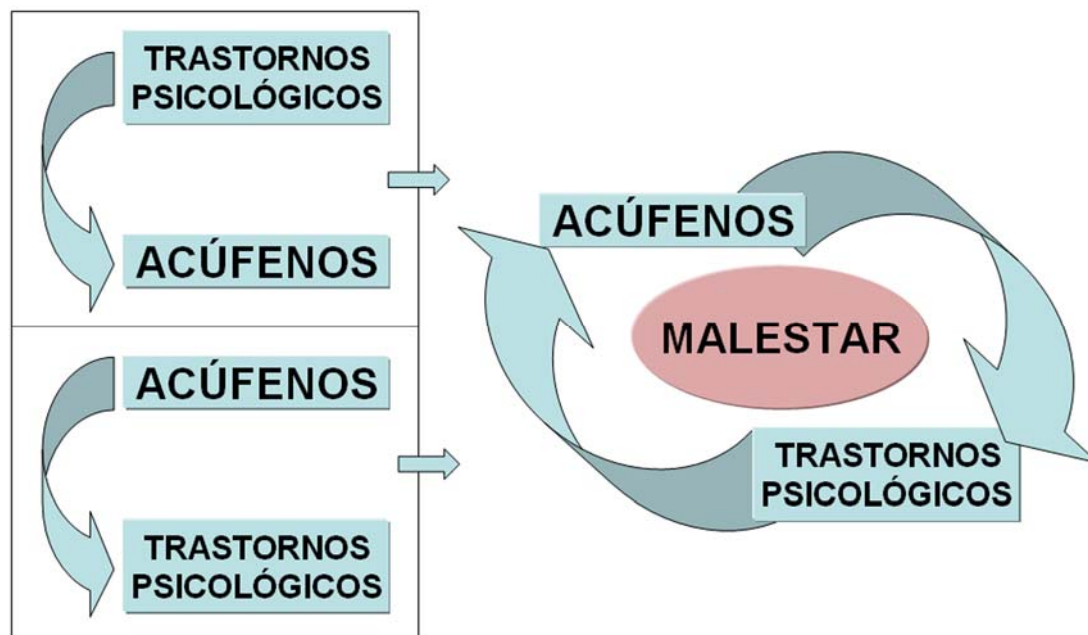 TRASTORNOS
PSICOLÓGICOS
ACÚFENOS
ACÚFENOS
TRASTORNOS
PSICOLÓGICOS
ACÚFENOS
MALESTAR
TRASTORNOS
PSICOLÓGICOS